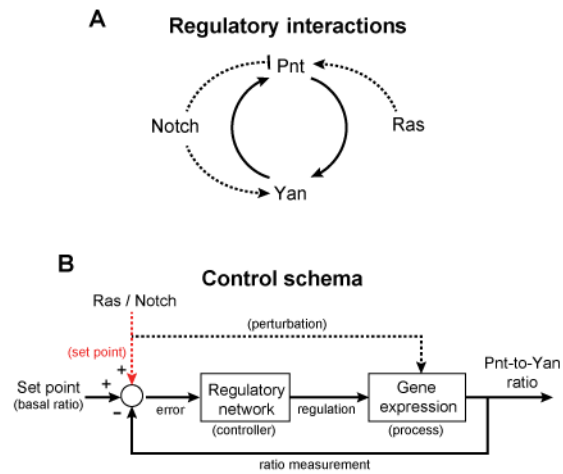 A
Regulatory interactions
Pnt
Notch
Ras
Yan
B
Control schema
Ras / Notch
(perturbation)
(set point)
+
Pnt-to-Yan
ratio
Set point
(basal ratio)
+
−
error
Regulatory
network
(controller)
regulation
Gene
expression
(process)
ratio measurement